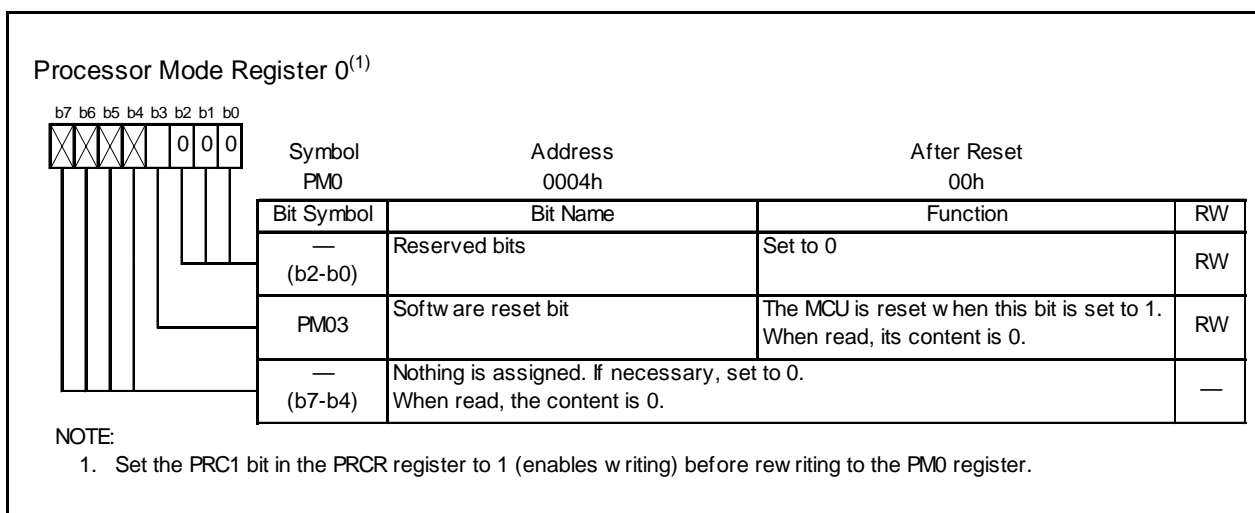 Processor Mode Register 0(1)
b7 b6 b5 b4 b3 b2 b1 b0
0 0 0
Symbol Address After Reset
PM0 0004h 00h
Bit Symbol Bit Name Function RW
— (b2-b0) Reserved bits Set to 0 RW
PM03 Softw are reset bit The MCU is reset w hen this bit is set to 1.
When read, its content is 0. RW
— (b7-b4) Nothing is assigned. If necessary, set to 0.
When read, the content is 0. —
NOTE:
1. Set the PRC1 bit in the PRCR register to 1 (enables w riting) before rew riting to the PM0 register.